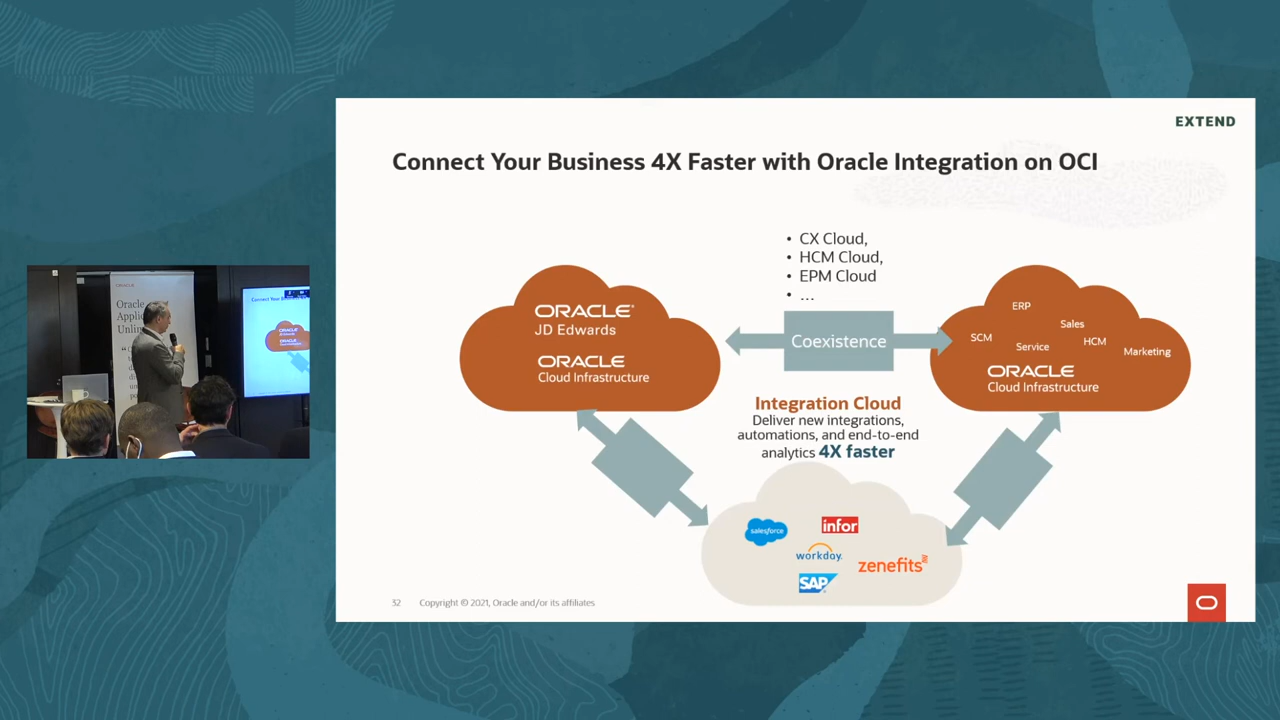 EXTEND
Connect Your Business 4X Faster with Oracle Integration on OCI
• CX Cloud,
• HCM Cloud,
• EPM Cloud
• ...
ORACLE
JD Edwards
ORACLE
Cloud Infrastructure
Coexistence
ERP
Sales
SCM
HCM
Service
Marketing
ORACLE
Cloud Infrastructure
Integration Cloud
Deliver new integrations,
automations, and end-to-end
analytics 4X faster
salesforce
infor
workday.
zenefits
SAP
32 Copyright © 2021, Oracle and/or its affiliates
Oracle
Connect Your